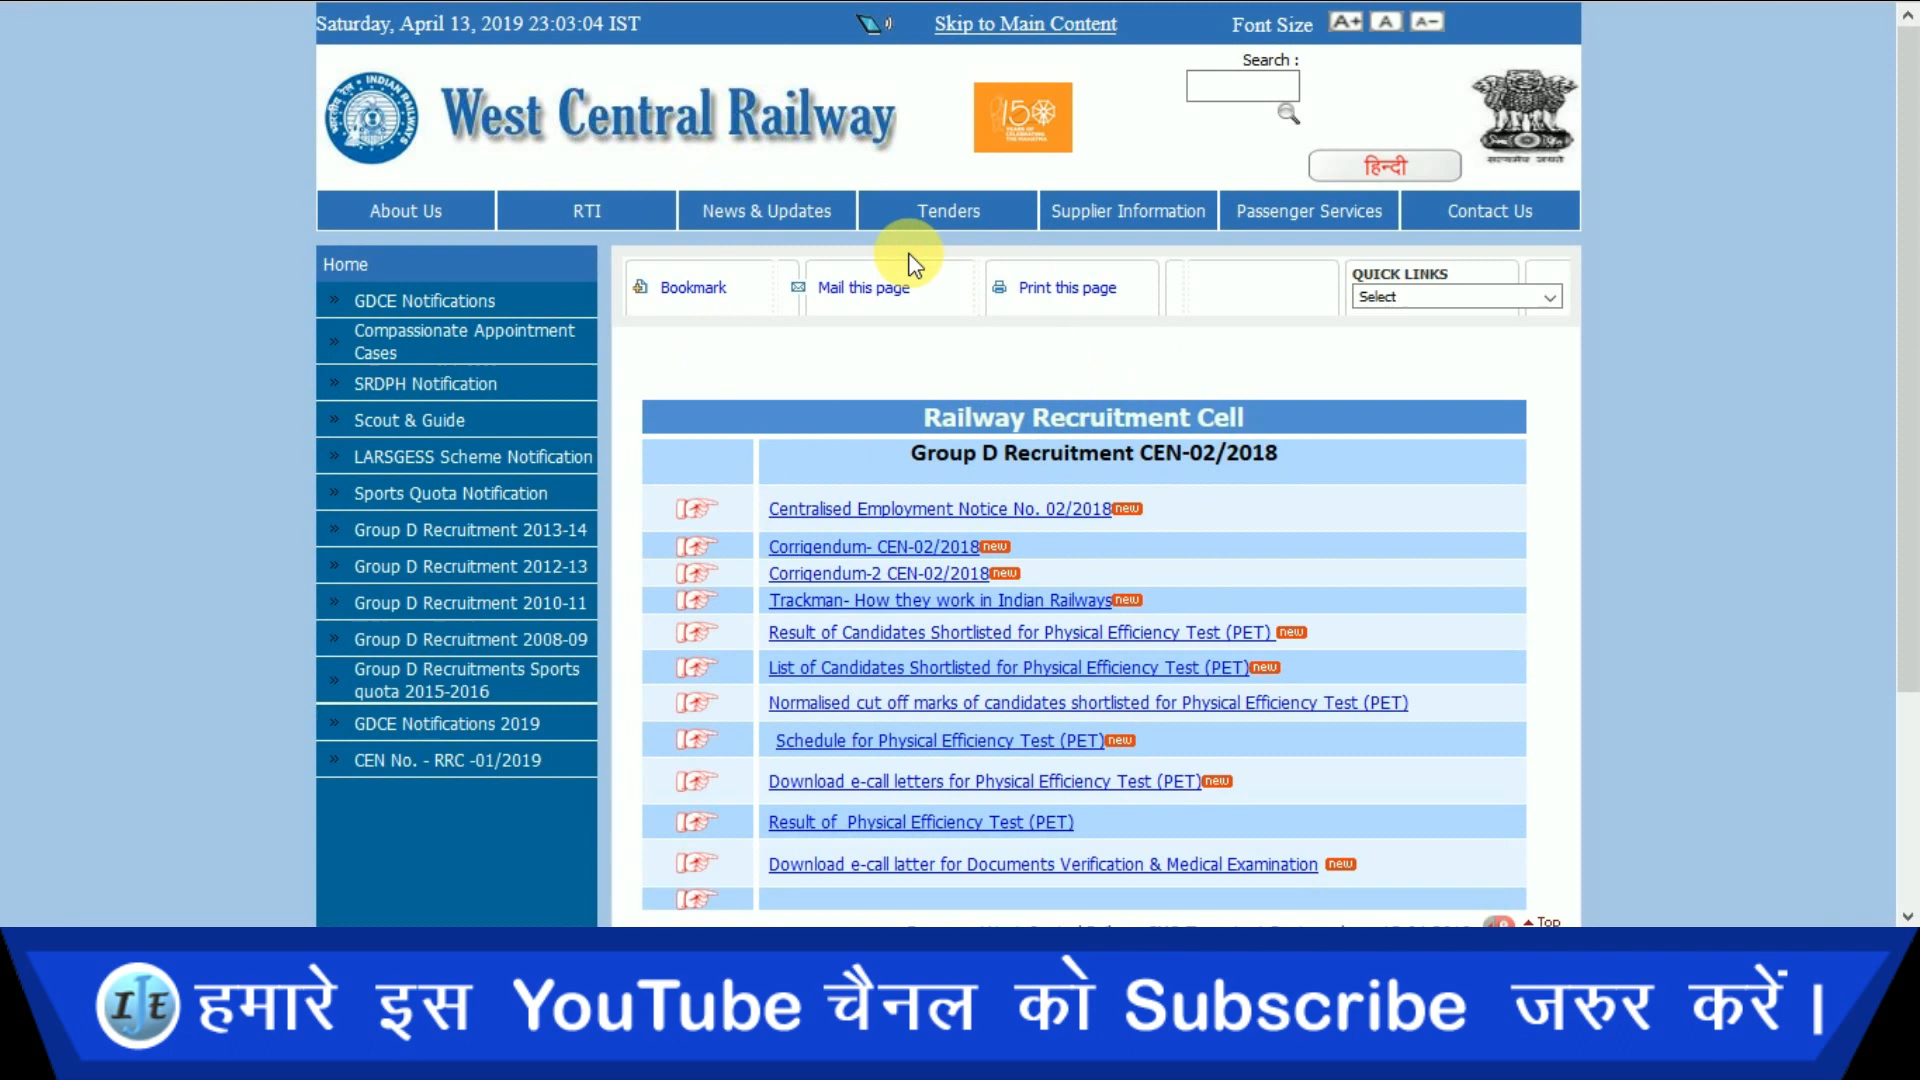 Saturday, April 13, 2019 23:03:04 IST
Skip to Main Content
Font Size A+ A A-
Search :
West Central Railway
150 YEARS OF CELEBRATING THE MAHATMA
सत्यमेव जयते
हिन्दी
About Us
RTI
News & Updates
Tenders
Supplier Information
Passenger Services
Contact Us
Home
GDCE Notifications
Compassionate Appointment
Cases
SRDPH Notification
Scout & Guide
LARSGESS Scheme Notification
Sports Quota Notification
Group D Recruitment 2013-14
Group D Recruitment 2012-13
Group D Recruitment 2010-11
Group D Recruitment 2008-09
Group D Recruitments Sports
quota 2015-2016
GDCE Notifications 2019
CEN No. - RRC -01/2019
Bookmark
Mail this page
Print this page
QUICK LINKS
Select
Railway Recruitment Cell
Group D Recruitment CEN-02/2018
Centralised Employment Notice No. 02/2018 new
Corrigendum- CEN-02/2018 new
Corrigendum-2 CEN-02/2018 new
Trackman- How they work in Indian Railways new
Result of Candidates Shortlisted for Physical Efficiency Test (PET) new
List of Candidates Shortlisted for Physical Efficiency Test (PET) new
Normalised cut off marks of candidates shortlisted for Physical Efficiency Test (PET)
Schedule for Physical Efficiency Test (PET) new
Download e-call letters for Physical Efficiency Test (PET) new
Result of Physical Efficiency Test (PET)
Download e-call latter for Documents Verification & Medical Examination new
Top
IJE हमारे इस YouTube चैनल को Subscribe जरुर करें।